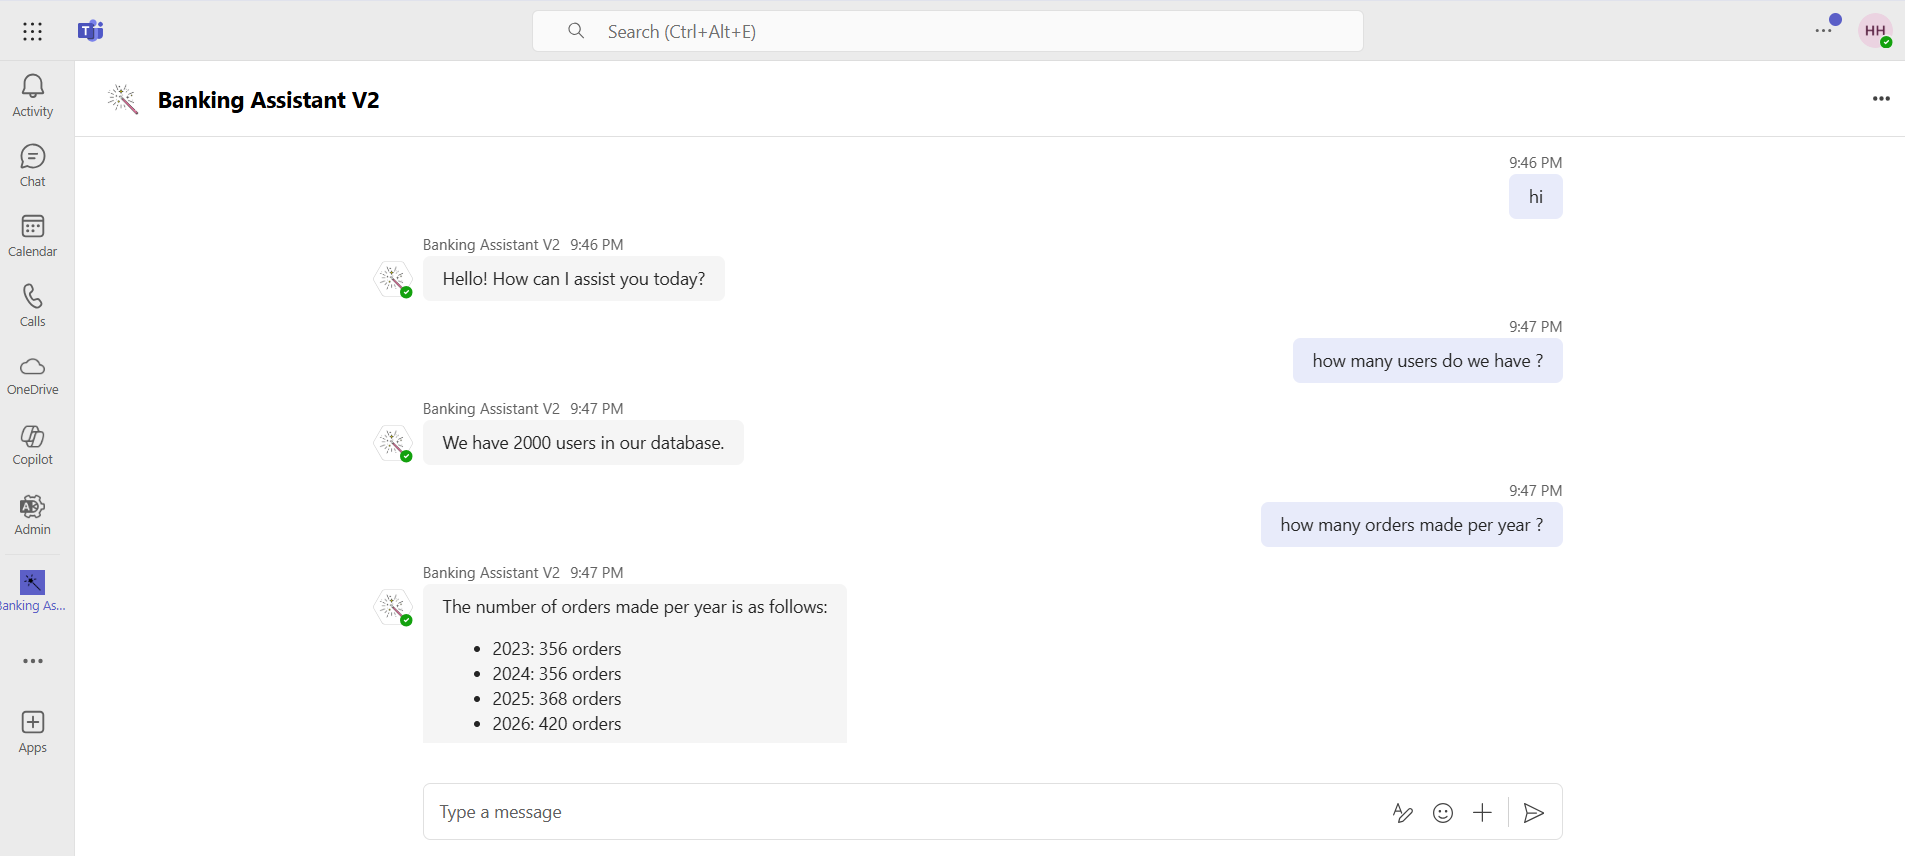 Search (Ctrl+Alt+E)
HH
Activity
Chat
Calendar
Calls
OneDrive
Copilot
Admin
Banking As...
Apps
Banking Assistant V2
9:46 PM
hi
Banking Assistant V2 9:46 PM
Hello! How can I assist you today?
9:47 PM
how many users do we have ?
Banking Assistant V2 9:47 PM
We have 2000 users in our database.
9:47 PM
how many orders made per year ?
Banking Assistant V2 9:47 PM
The number of orders made per year is as follows:
• 2023: 356 orders
• 2024: 356 orders
• 2025: 368 orders
• 2026: 420 orders
Type a message